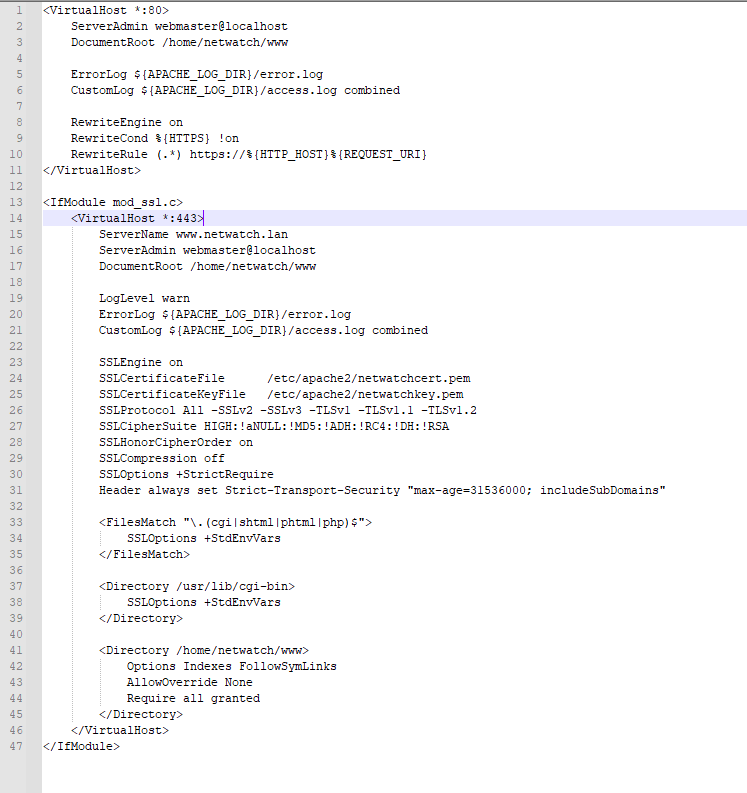 1 <VirtualHost *:80>
2 ServerAdmin webmaster@localhost
3 DocumentRoot /home/netwatch/www
4
5 ErrorLog ${APACHE_LOG_DIR}/error.log
6 CustomLog ${APACHE_LOG_DIR}/access.log combined
7
8 RewriteEngine on
9 RewriteCond %{HTTPS} !on
10 RewriteRule (.*) https://%{HTTP_HOST}%{REQUEST_URI}
11 </VirtualHost>
12
13 <IfModule mod_ssl.c>
14 <VirtualHost *:443>
15 ServerName www.netwatch.lan
16 ServerAdmin webmaster@localhost
17 DocumentRoot /home/netwatch/www
18
19 LogLevel warn
20 ErrorLog ${APACHE_LOG_DIR}/error.log
21 CustomLog ${APACHE_LOG_DIR}/access.log combined
22
23 SSLEngine on
24 SSLCertificateFile /etc/apache2/netwatchcert.pem
25 SSLCertificateKeyFile /etc/apache2/netwatchkey.pem
26 SSLProtocol All -SSLv2 -SSLv3 -TLSv1 -TLSv1.1 -TLSv1.2
27 SSLCipherSuite HIGH:!aNULL:!MD5:!ADH:!RC4:!DH:!RSA
28 SSLHonorCipherOrder on
29 SSLCompression off
30 SSLOptions +StrictRequire
31 Header always set Strict-Transport-Security "max-age=31536000; includeSubDomains"
32
33 <FilesMatch "\.(cgi|shtml|phtml|php)$">
34 SSLOptions +StdEnvVars
35 </FilesMatch>
36
37 <Directory /usr/lib/cgi-bin>
38 SSLOptions +StdEnvVars
39 </Directory>
40
41 <Directory /home/netwatch/www>
42 Options Indexes FollowSymLinks
43 AllowOverride None
44 Require all granted
45 </Directory>
46 </VirtualHost>
47 </IfModule>